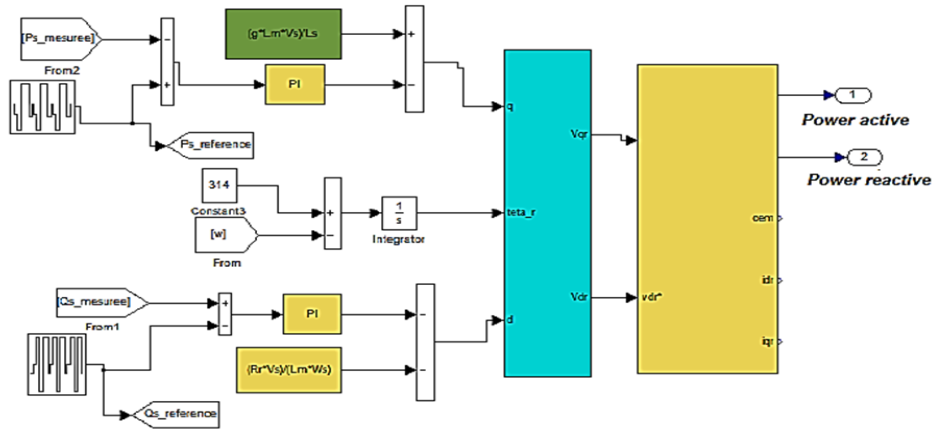 [Ps_mesuree]
From2
(g*Lm*Vs)/Ls
PI
Ps_reference
314
Constant3
[w]
From
1
s
Integrator
[Qs_mesuree]
From1
PI
(Rr*Vs)/(Lm*Ws)
Qs_reference
q
teta_r
d
Vqr
Vdr
vdr*
cem
idr
iqr
1
Power active
2
Power reactive